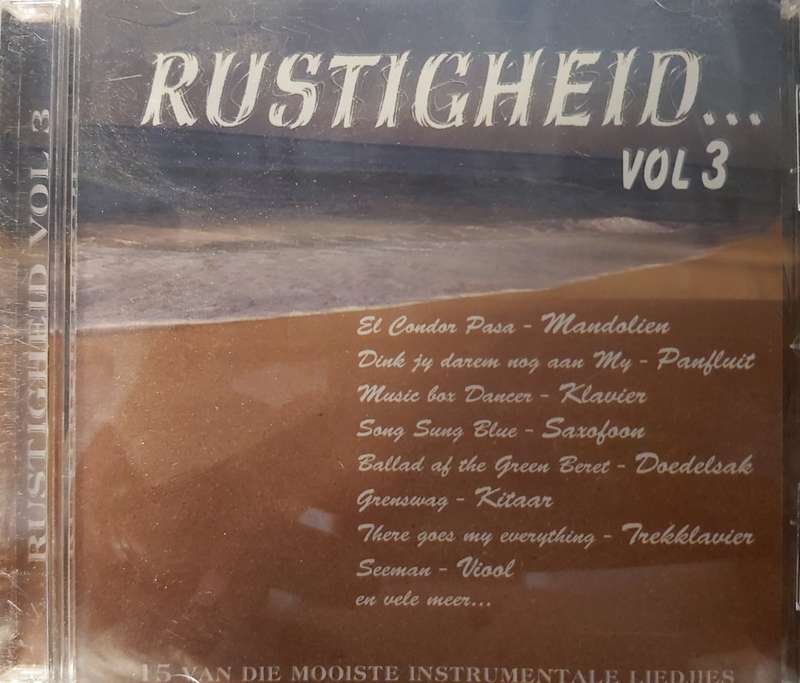 RUSTIGHEID...
VOL 3
RUSTIGHEID VOL 3
El Condor Pasa - Mandolien
Dink jy darem nog aan My - Panfluit
Music box Dancer - Klavier
Song Sung Blue - Saxofoon
Ballad af the Green Beret - Doedelsak
Grenswag - Kitaar
There goes my everything - Trekklavier
Seeman - Viool
en vele meer...
15 VAN DIE MOOISTE INSTRUMENTALE LIEDJIES